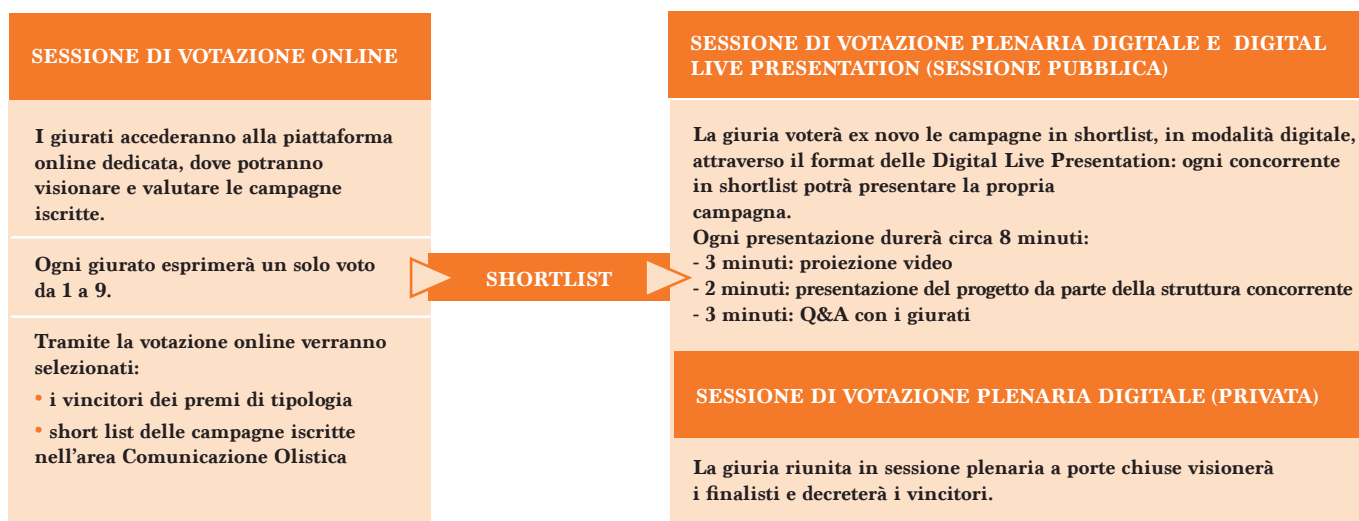 SESSIONE DI VOTAZIONE ONLINE
I giurati accederanno alla piattaforma
online dedicata, dove potranno
visionare e valutare le campagne
iscritte.
Ogni giurato esprimerà un solo voto
da 1 a 9.
Tramite la votazione online verranno
selezionati:
• i vincitori dei premi di tipologia
• short list delle campagne iscritte
nell'area Comunicazione Olistica
SHORTLIST
SESSIONE DI VOTAZIONE PLENARIA DIGITALE E DIGITAL
LIVE PRESENTATION (SESSIONE PUBBLICA)
La giuria voterà ex novo le campagne in shortlist, in modalità digitale,
attraverso il format delle Digital Live Presentation: ogni concorrente
in shortlist potrà presentare la propria
campagna.
Ogni presentazione durerà circa 8 minuti:
- 3 minuti: proiezione video
- 2 minuti: presentazione del progetto da parte della struttura concorrente
- 3 minuti: Q&A con i giurati
SESSIONE DI VOTAZIONE PLENARIA DIGITALE (PRIVATA)
La giuria riunita in sessione plenaria a porte chiuse visionerà
i finalisti e decreterà i vincitori.